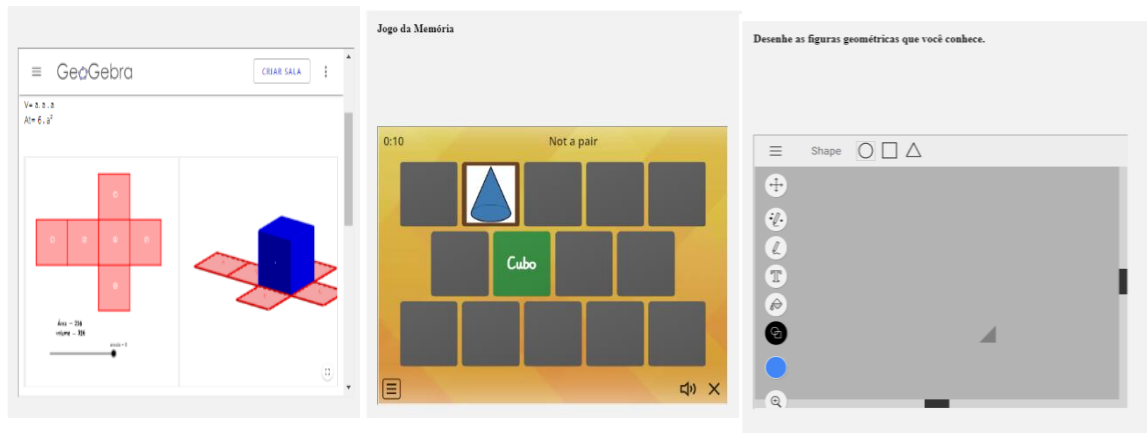 GeoGebra
CRIAR SALA
V= a. a. a
At= 6. a²
Jogo da Memória
0:10
Not a pair
Cubo
Desenhe as figuras geométricas que você conhece.
Shape
T